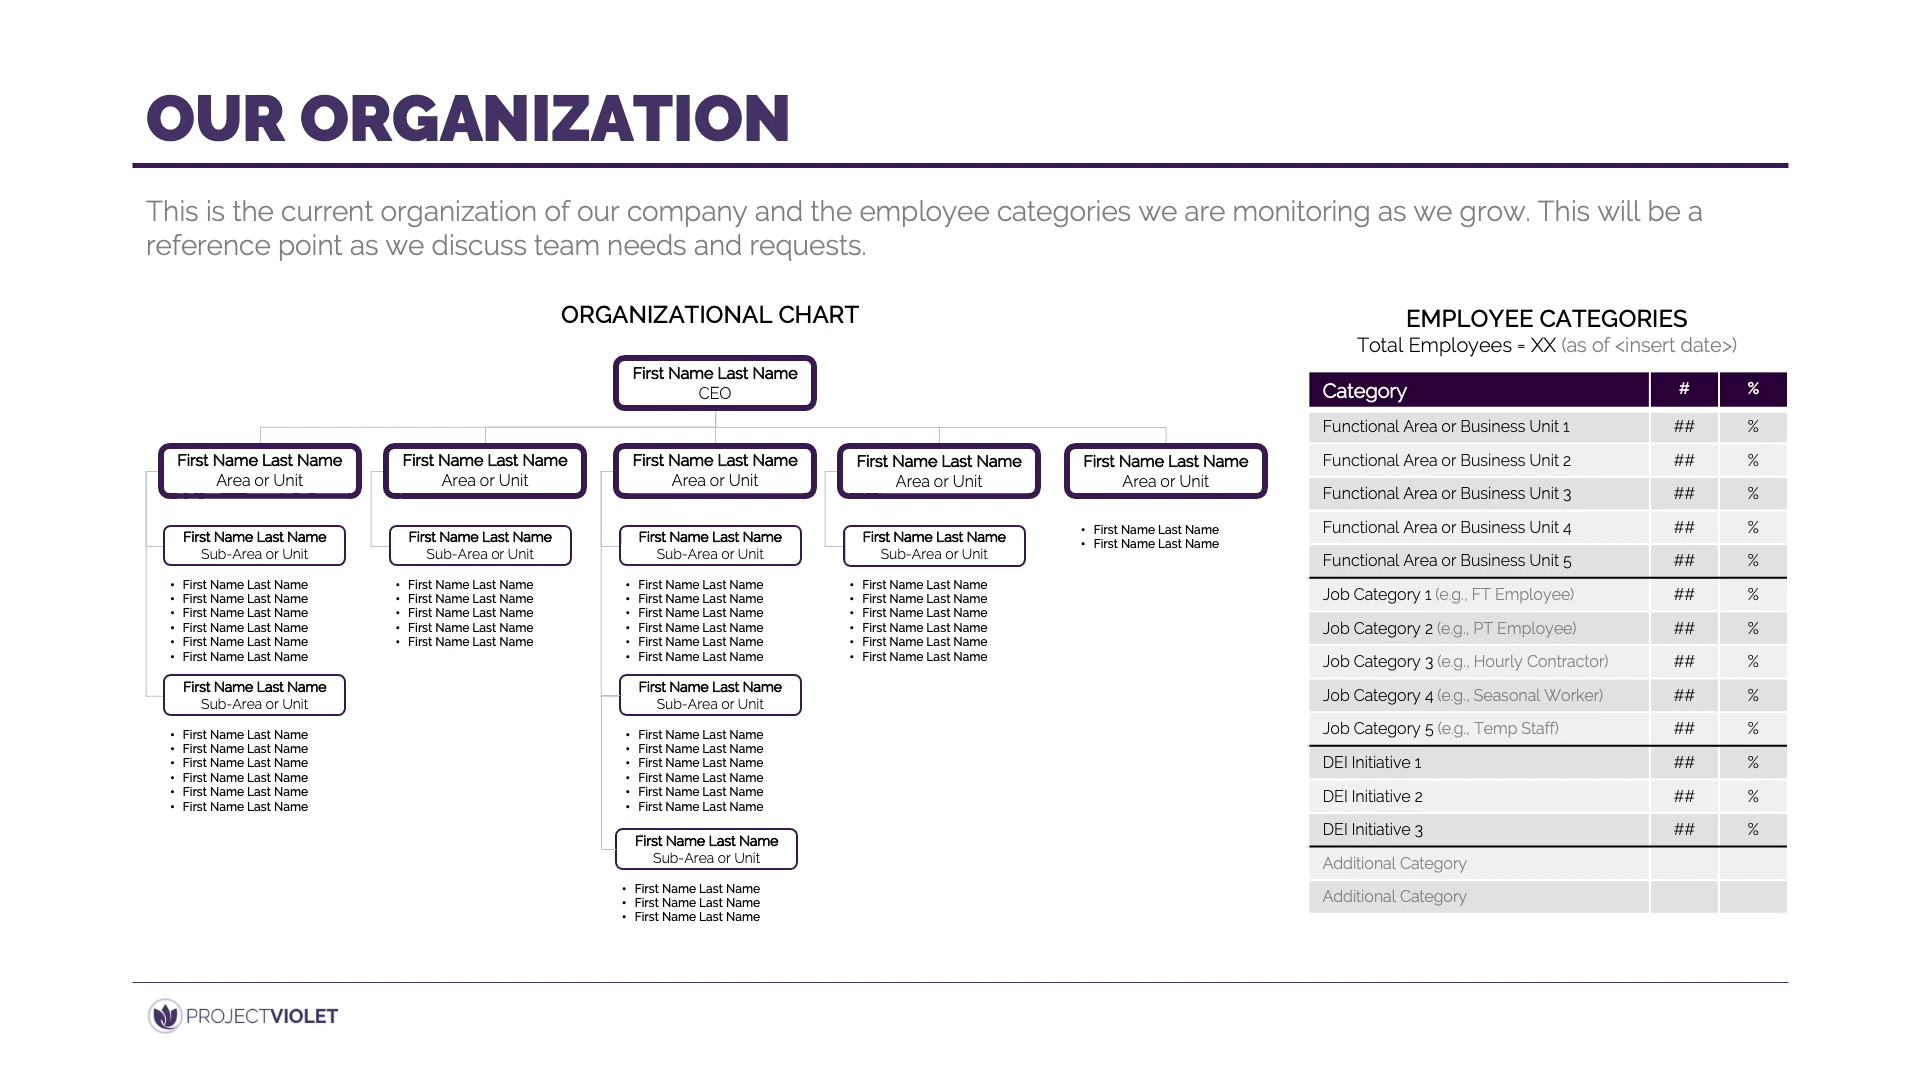 OUR ORGANIZATION
This is the current organization of our company and the employee categories we are monitoring as we grow. This will be a
reference point as we discuss team needs and requests.
ORGANIZATIONAL CHART
First Name Last Name
CEO
First Name Last Name
Area or Unit
First Name Last Name
Sub-Area or Unit
• First Name Last Name
• First Name Last Name
• First Name Last Name
• First Name Last Name
• First Name Last Name
• First Name Last Name
First Name Last Name
Sub-Area or Unit
• First Name Last Name
• First Name Last Name
• First Name Last Name
• First Name Last Name
• First Name Last Name
• First Name Last Name
First Name Last Name
Area or Unit
First Name Last Name
Sub-Area or Unit
• First Name Last Name
• First Name Last Name
• First Name Last Name
• First Name Last Name
• First Name Last Name
First Name Last Name
Area or Unit
First Name Last Name
Sub-Area or Unit
• First Name Last Name
• First Name Last Name
• First Name Last Name
• First Name Last Name
• First Name Last Name
• First Name Last Name
First Name Last Name
Sub-Area or Unit
• First Name Last Name
• First Name Last Name
• First Name Last Name
• First Name Last Name
• First Name Last Name
• First Name Last Name
First Name Last Name
Sub-Area or Unit
• First Name Last Name
• First Name Last Name
• First Name Last Name
First Name Last Name
Area or Unit
First Name Last Name
Sub-Area or Unit
• First Name Last Name
• First Name Last Name
• First Name Last Name
• First Name Last Name
• First Name Last Name
• First Name Last Name
First Name Last Name
Area or Unit
• First Name Last Name
• First Name Last Name
EMPLOYEE CATEGORIES
Total Employees = XX (as of <insert date>)
Category # %
Functional Area or Business Unit 1 ## %
Functional Area or Business Unit 2 ## %
Functional Area or Business Unit 3 ## %
Functional Area or Business Unit 4 ## %
Functional Area or Business Unit 5 ## %
Job Category 1 (e.g., FT Employee) ## %
Job Category 2 (e.g., PT Employee) ## %
Job Category 3 (e.g., Hourly Contractor) ## %
Job Category 4 (e.g., Seasonal Worker) ## %
Job Category 5 (e.g., Temp Staff) ## %
DEI Initiative 1 ## %
DEI Initiative 2 ## %
DEI Initiative 3 ## %
Additional Category
Additional Category
PROJECTVIOLET